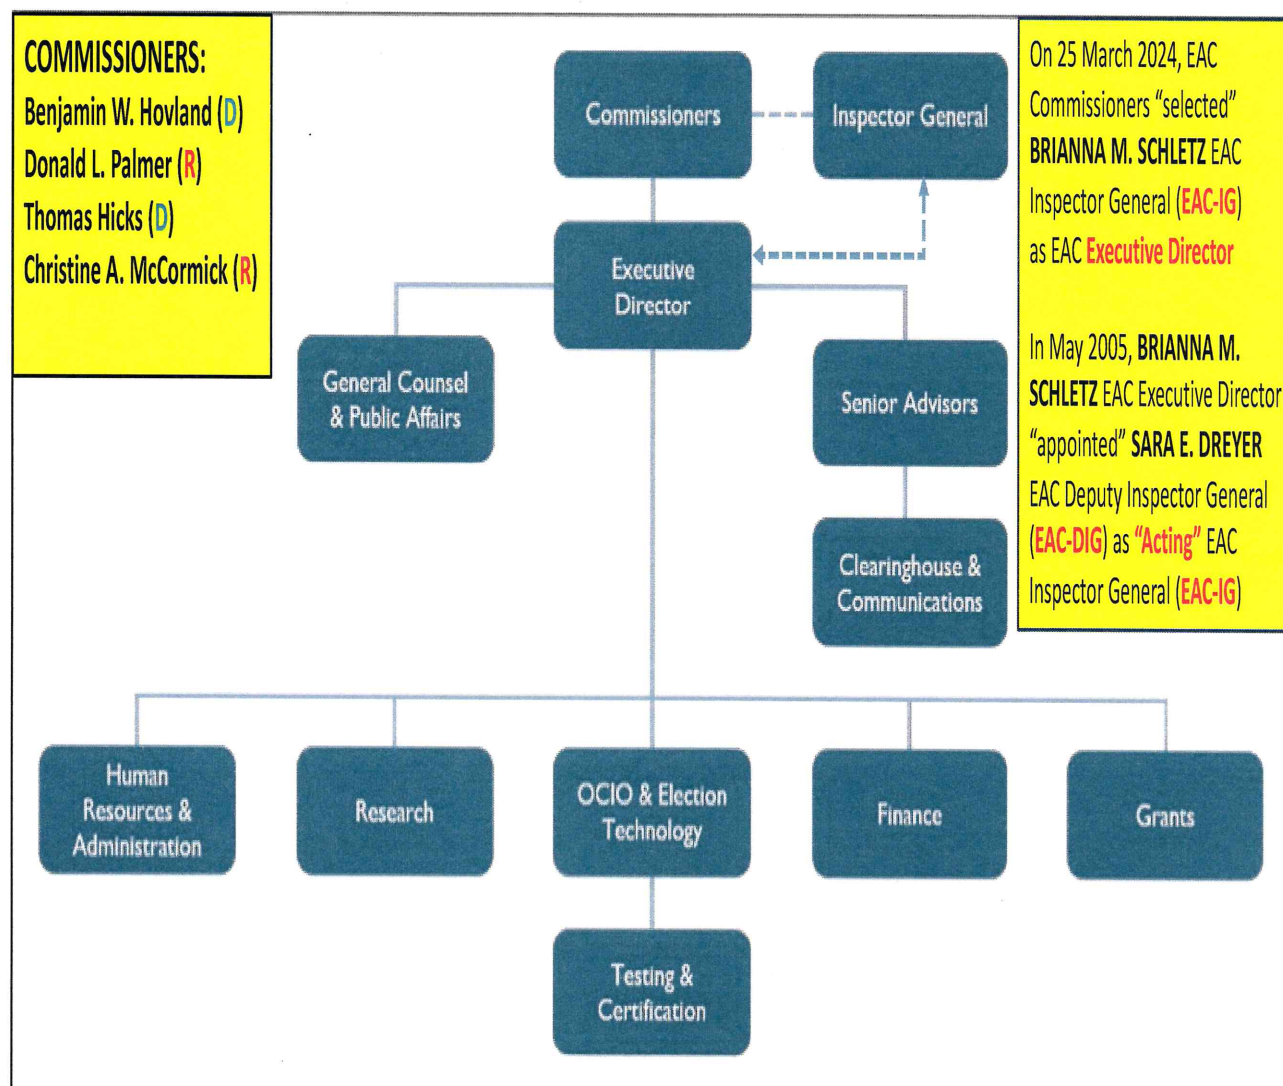 COMMISSIONERS:
Benjamin W. Hovland (D)
Donald L. Palmer (R)
Thomas Hicks (D)
Christine A. McCormick (R)
Commissioners
Inspector General
On 25 March 2024, EAC
Commissioners “selected”
BRIANNA M. SCHLETZ EAC
Inspector General (EAC-IG)
as EAC Executive Director
In May 2005, BRIANNA M.
SCHLETZ EAC Executive Director
“appointed” SARA E. DREYER
EAC Deputy Inspector General
(EAC-DIG) as “Acting” EAC
Inspector General (EAC-IG)
Executive
Director
General Counsel
& Public Affairs
Senior Advisors
Clearinghouse &
Communications
Human
Resources &
Administration
Research
OCIO & Election
Technology
Finance
Grants
Testing &
Certification